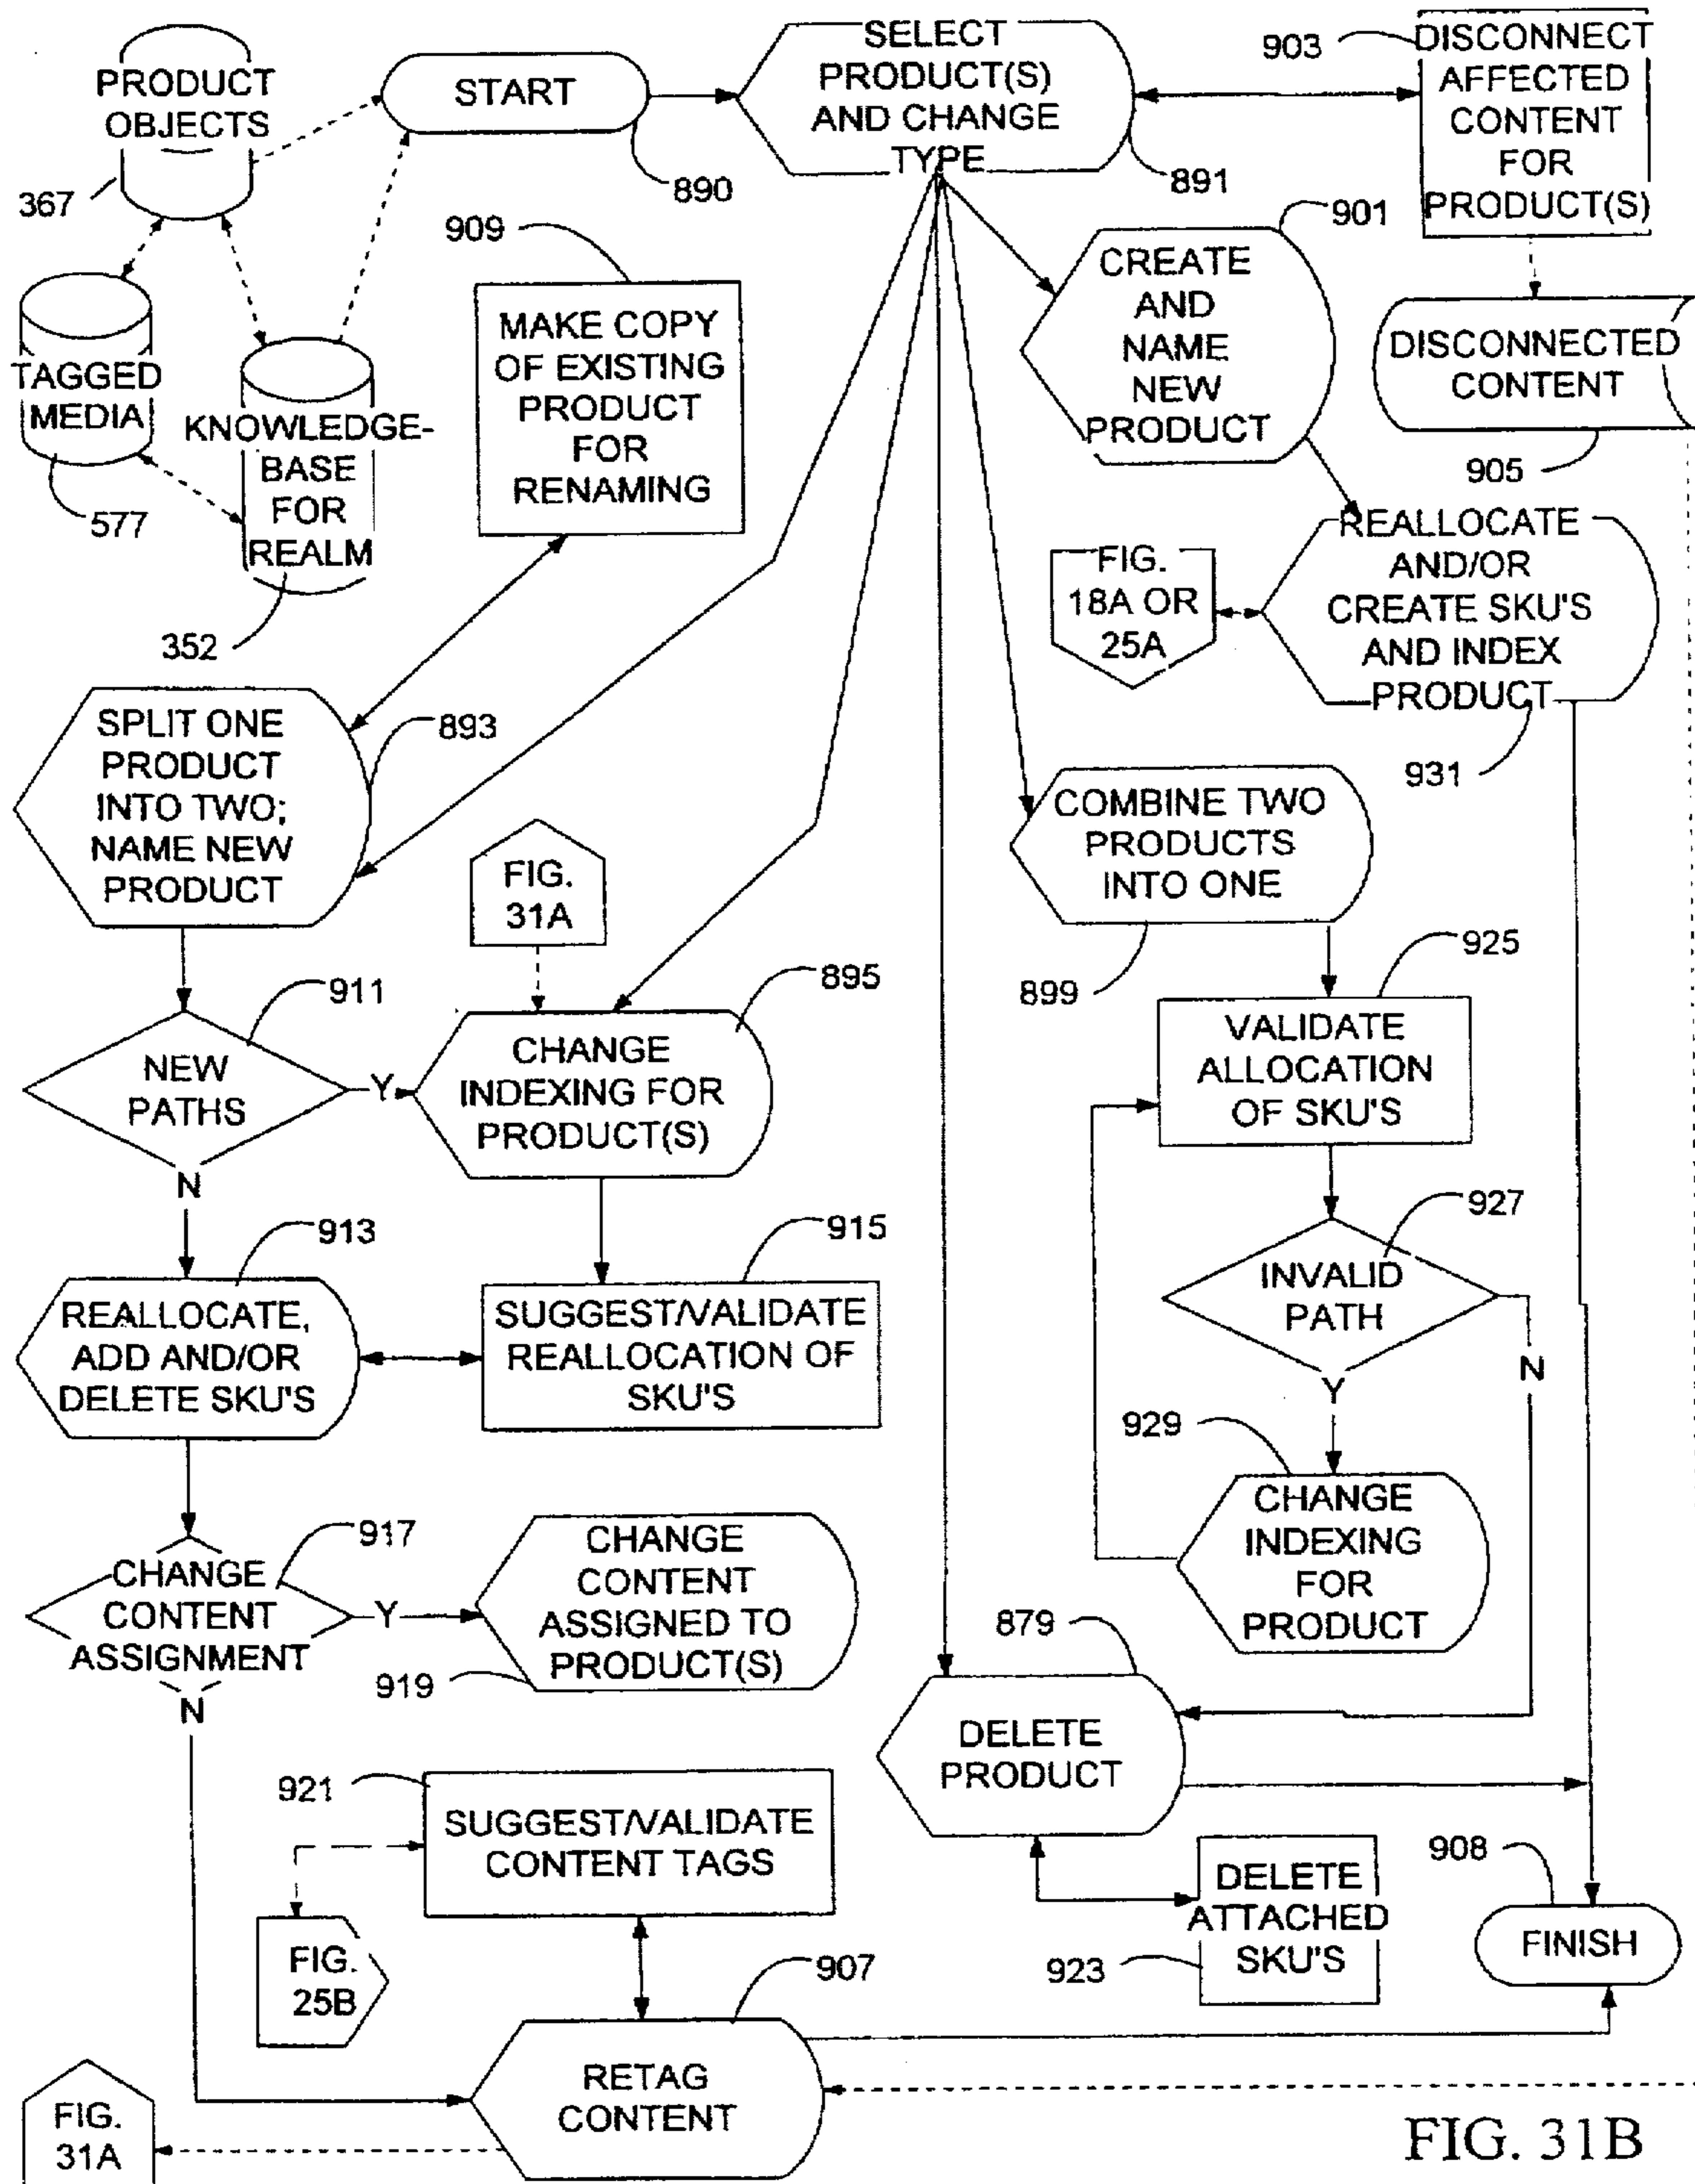 PRODUCT
OBJECTS
367
START
890
SELECT
PRODUCT(S)
AND CHANGE
TYPE
891
903
DISCONNECT
AFFECTED
CONTENT
FOR
PRODUCT(S)
TAGGED
MEDIA
577
KNOWLEDGE-
BASE
FOR
REALM
352
909
MAKE COPY
OF EXISTING
PRODUCT
FOR
RENAMING
901
CREATE
AND
NAME
NEW
PRODUCT
DISCONNECTED
CONTENT
905
FIG.
18A OR
25A
REALLOCATE
AND/OR
CREATE SKU'S
AND INDEX
PRODUCT
931
SPLIT ONE
PRODUCT
INTO TWO;
NAME NEW
PRODUCT
893
FIG.
31A
COMBINE TWO
PRODUCTS
INTO ONE
899
911
NEW
PATHS
Y
N
895
CHANGE
INDEXING FOR
PRODUCT(S)
925
VALIDATE
ALLOCATION
OF SKU'S
913
REALLOCATE,
ADD AND/OR
DELETE SKU'S
915
SUGGEST/VALIDATE
REALLOCATION OF
SKU'S
927
INVALID
PATH
N
Y
929
CHANGE
INDEXING
FOR
PRODUCT
917
CHANGE
CONTENT
ASSIGNMENT
Y
N
CHANGE
CONTENT
ASSIGNED TO
PRODUCT(S)
919
879
DELETE
PRODUCT
921
SUGGEST/VALIDATE
CONTENT TAGS
FIG.
25B
DELETE
ATTACHED
SKU'S
923
908
FINISH
907
RETAG
CONTENT
FIG.
31A
FIG. 31B